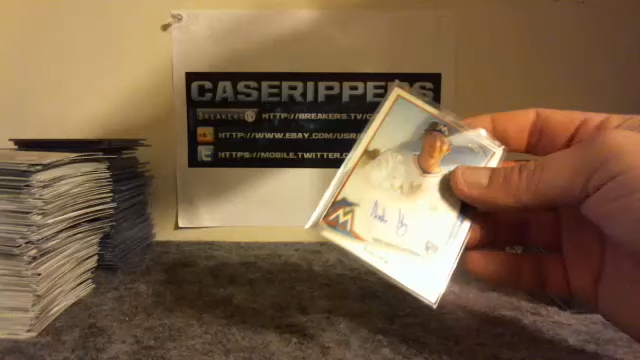 CASERIPPERS
BREAKERS TV HTTP://BREAKERS.TV/C
HTTP://WWW.EBAY.COM/USR/
HTTPS://MOBILE.TWITTER.C